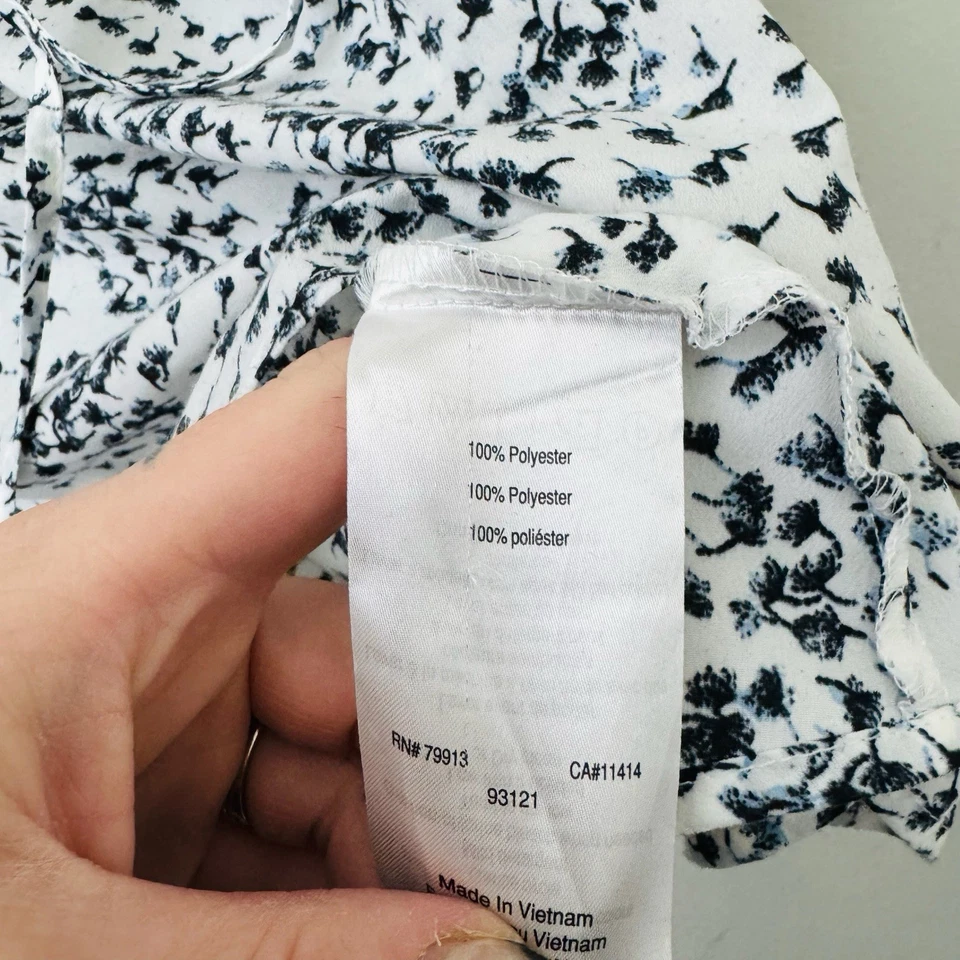 100% Polyester
100% Polyester
100% poliéster
RN# 79913
CA#11414
93121
Made In Vietnam
Vietnam